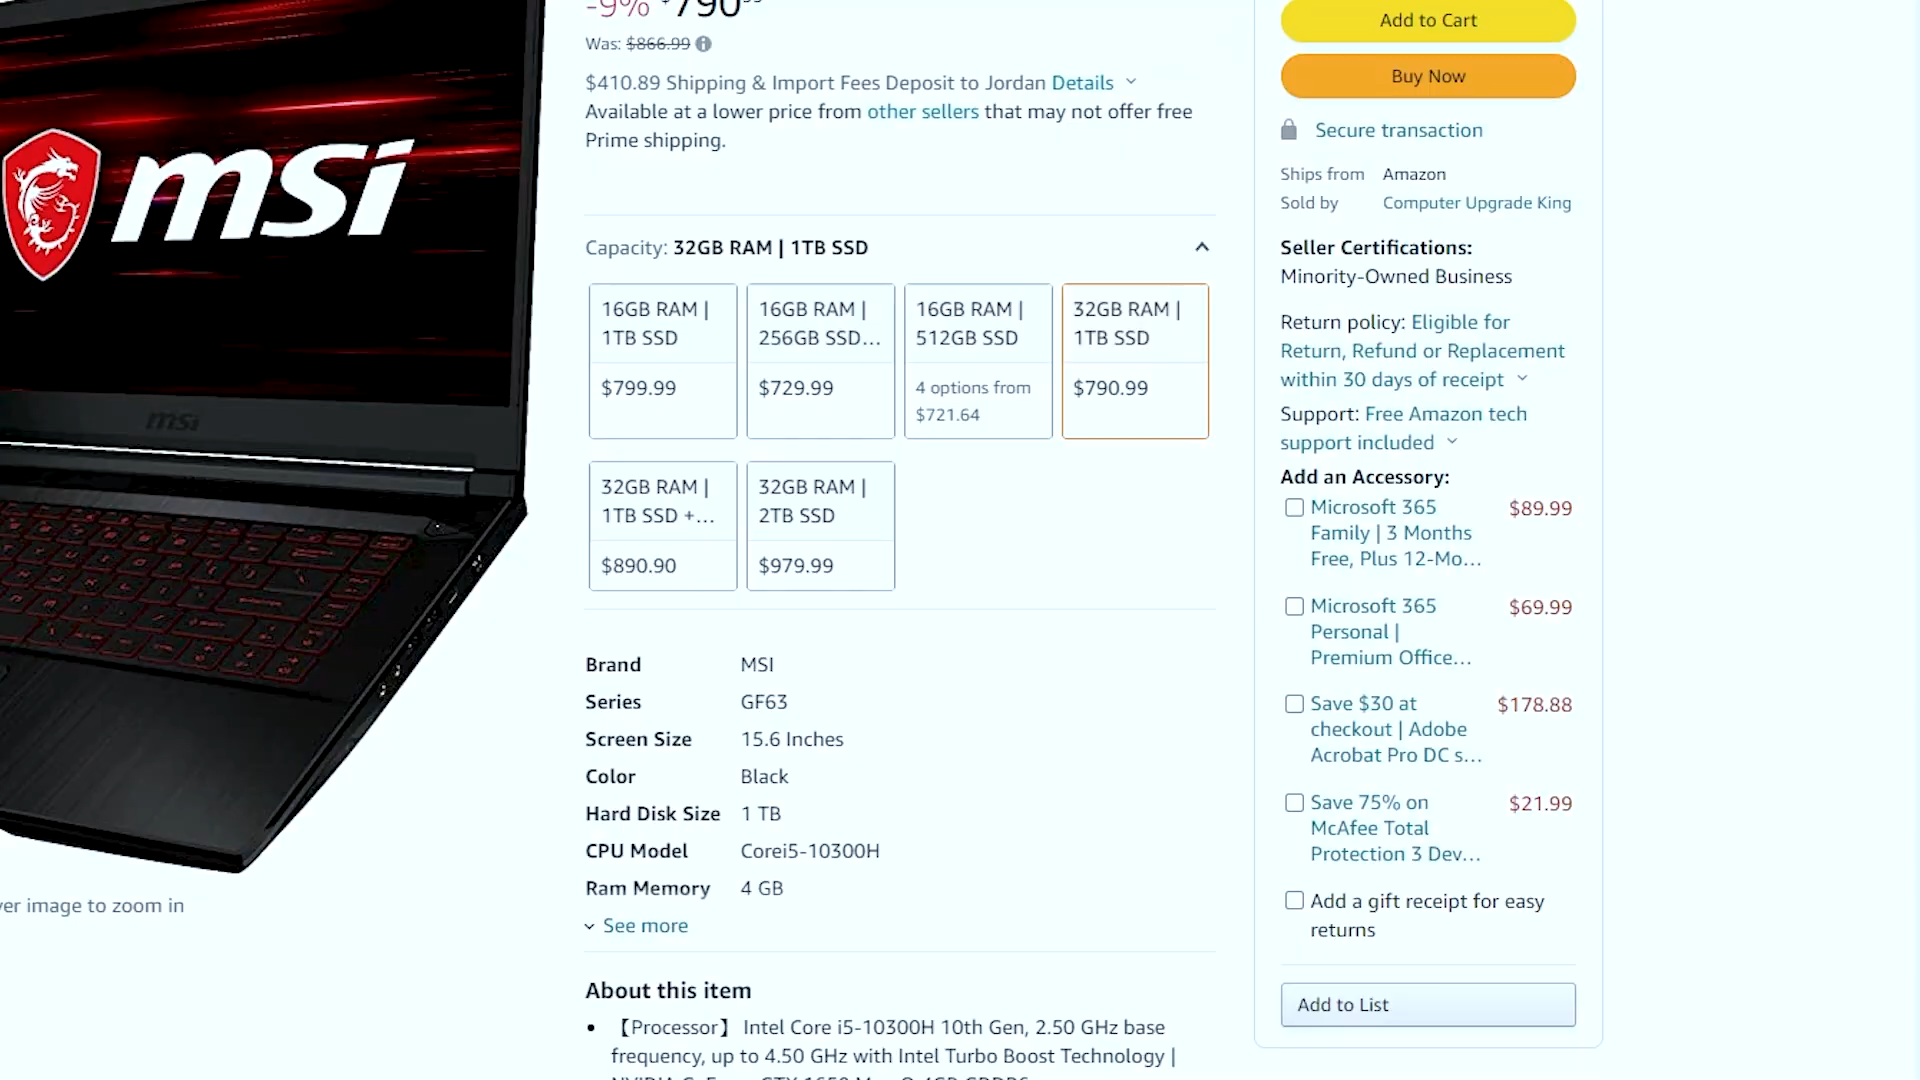 -9% $790
Was: $866.99
$410.89 Shipping & Import Fees Deposit to Jordan Details
Available at a lower price from other sellers that may not offer free
Prime shipping.
msi
msi
Capacity: 32GB RAM | 1TB SSD
16GB RAM |
1TB SSD
$799.99
16GB RAM |
256GB SSD...
$729.99
16GB RAM |
512GB SSD
4 options from
$721.64
32GB RAM |
1TB SSD
$790.99
32GB RAM |
1TB SSD +...
$890.90
32GB RAM |
2TB SSD
$979.99
Brand MSI
Series GF63
Screen Size 15.6 Inches
Color Black
Hard Disk Size 1 TB
CPU Model Corei5-10300H
Ram Memory 4 GB
See more
er image to zoom in
About this item
• 【Processor】 Intel Core i5-10300H 10th Gen, 2.50 GHz base
frequency, up to 4.50 GHz with Intel Turbo Boost Technology |
Add to Cart
Buy Now
Secure transaction
Ships from Amazon
Sold by Computer Upgrade King
Seller Certifications:
Minority-Owned Business
Return policy: Eligible for
Return, Refund or Replacement
within 30 days of receipt
Support: Free Amazon tech
support included
Add an Accessory:
Microsoft 365 $89.99
Family | 3 Months
Free, Plus 12-Mo...
Microsoft 365 $69.99
Personal |
Premium Office...
Save $30 at $178.88
checkout | Adobe
Acrobat Pro DC s...
Save 75% on $21.99
McAfee Total
Protection 3 Dev...
Add a gift receipt for easy
returns
Add to List